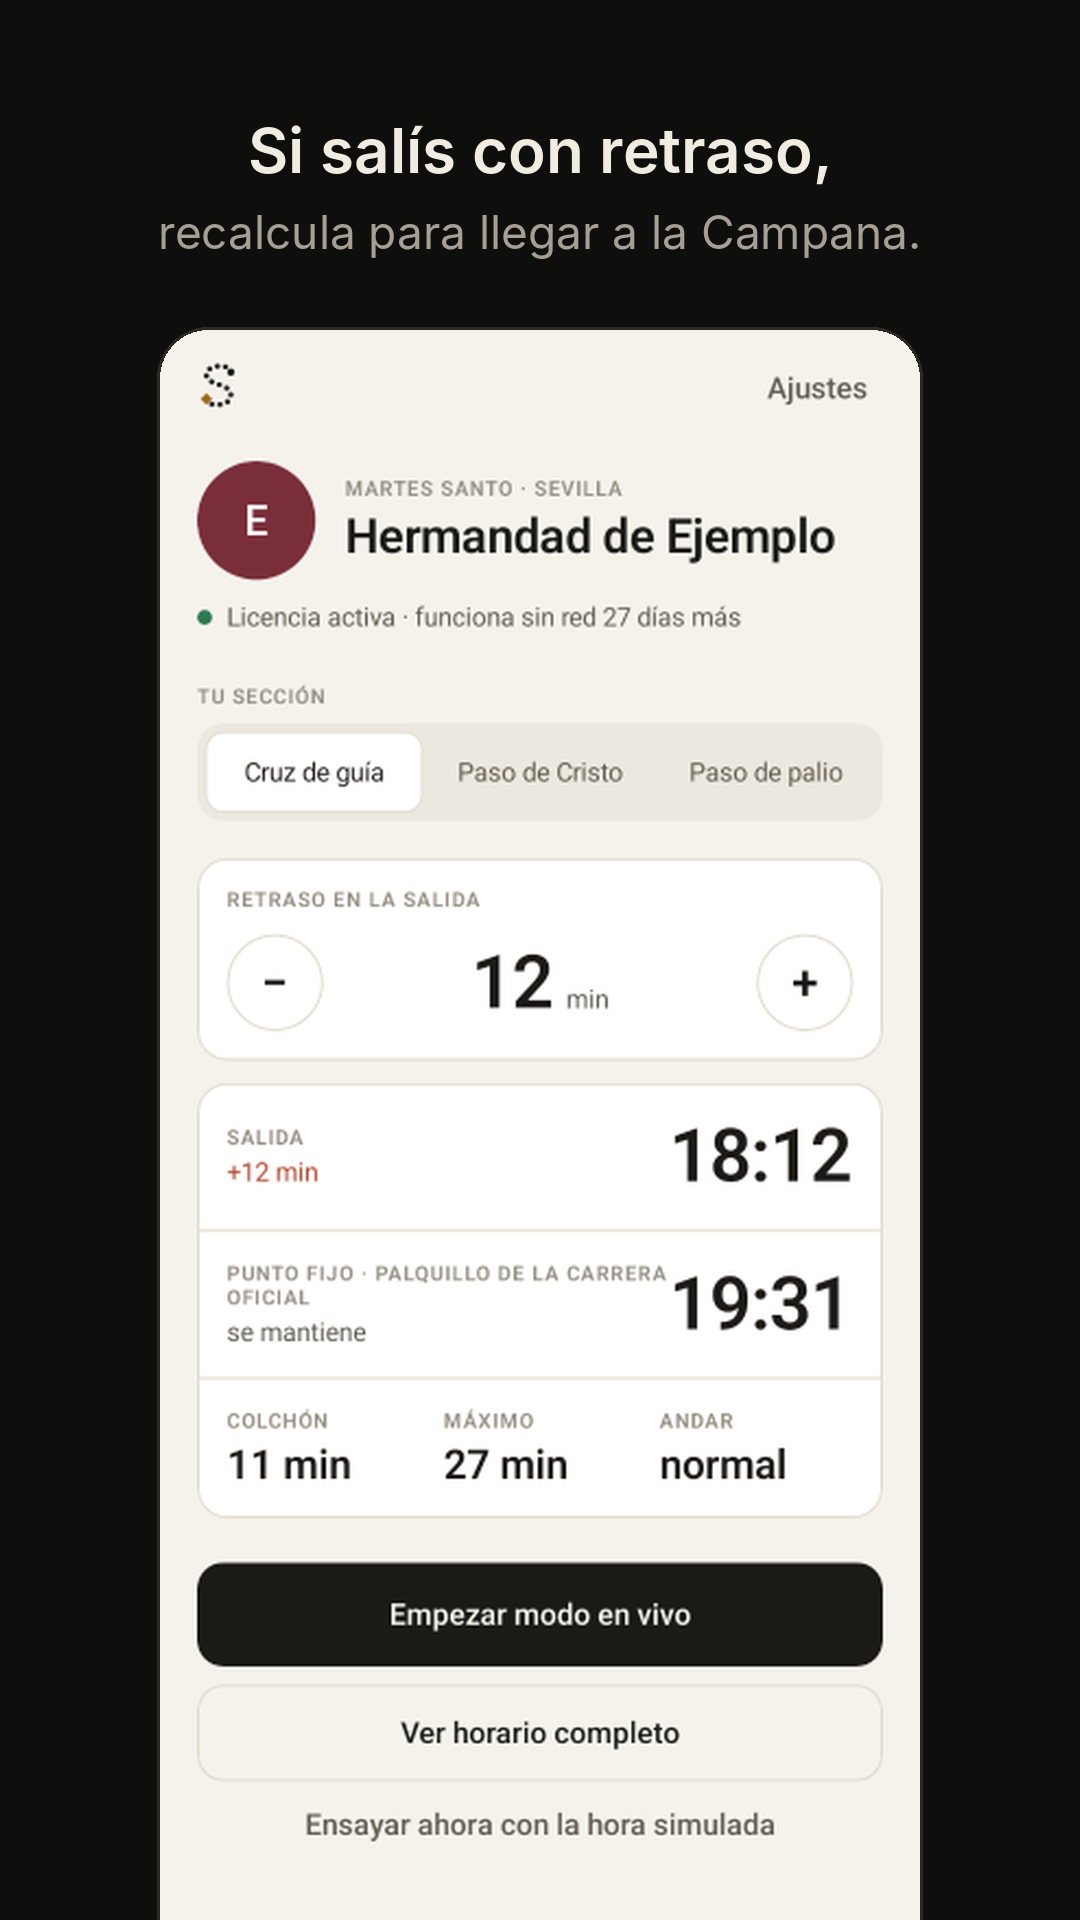 Si salís con retraso,
recalcula para llegar a la Campana.
S
Ajustes
E
MARTES SANTO · SEVILLA
Hermandad de Ejemplo
Licencia activa · funciona sin red 27 días más
TU SECCIÓN
Cruz de guía
Paso de Cristo
Paso de palio
RETRASO EN LA SALIDA
−
12 min
+
SALIDA
+12 min
18:12
PUNTO FIJO · PALQUILLO DE LA CARRERA
OFICIAL
se mantiene
19:31
COLCHÓN
11 min
MÁXIMO
27 min
ANDAR
normal
Empezar modo en vivo
Ver horario completo
Ensayar ahora con la hora simulada